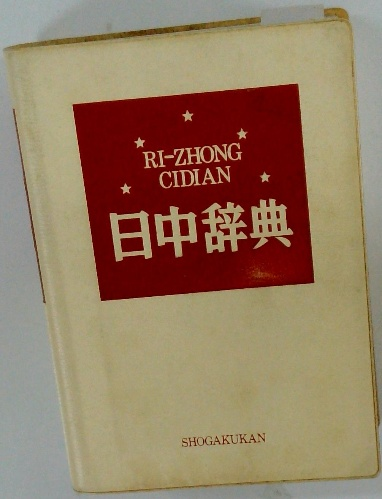 RI-ZHONG
CIDIAN
日中辞典
SHOGAKUKAN